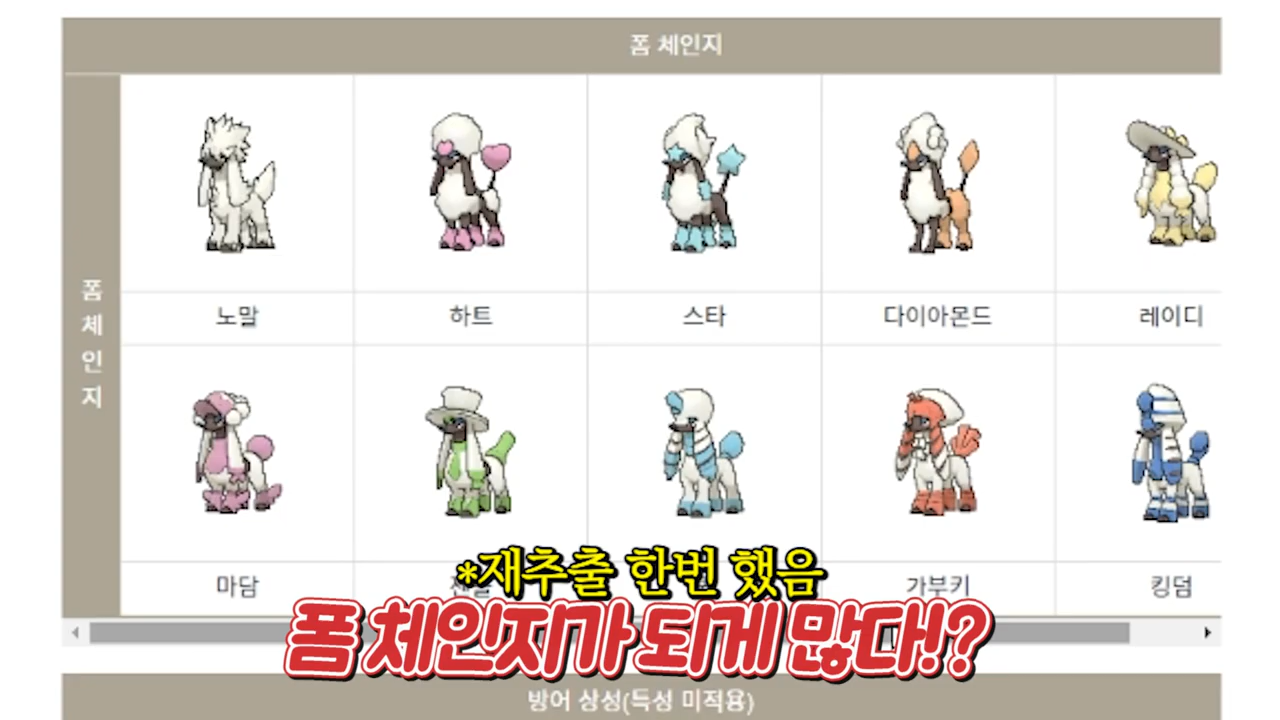 폼 체인지
폼체인지
노말
하트
스타
다이아몬드
레이디
마담
가부키
킹덤
*재추출 한번 했음
폼 체인지가 되게 많다!?
방어 상성(특성 미적용)